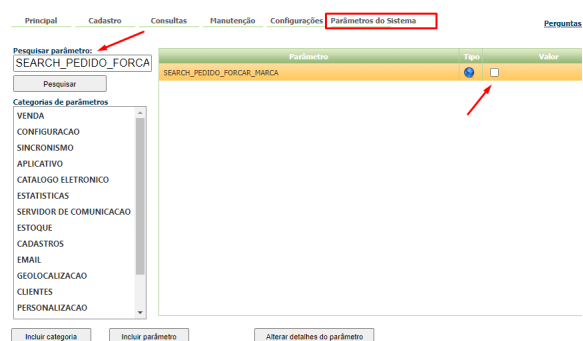 Principal Cadastro Consultas Manutenção Configurações Parâmetros do Sistema
Perguntas
Pesquisar parâmetro:
SEARCH_PEDIDO_FORCA
Pesquisar
Parâmetro Tipo Valor
SEARCH_PEDIDO_FORCAR_MARCA
Categorias de parâmetros
VENDA
CONFIGURACAO
SINCRONISMO
APLICATIVO
CATALOGO ELETRONICO
ESTATISTICAS
SERVIDOR DE COMUNICACAO
ESTOQUE
CADASTROS
EMAIL
GEOLOCALIZACAO
CLIENTES
PERSONALIZACAO
Incluir categoria Incluir parâmetro Alterar detalhes do parâmetro